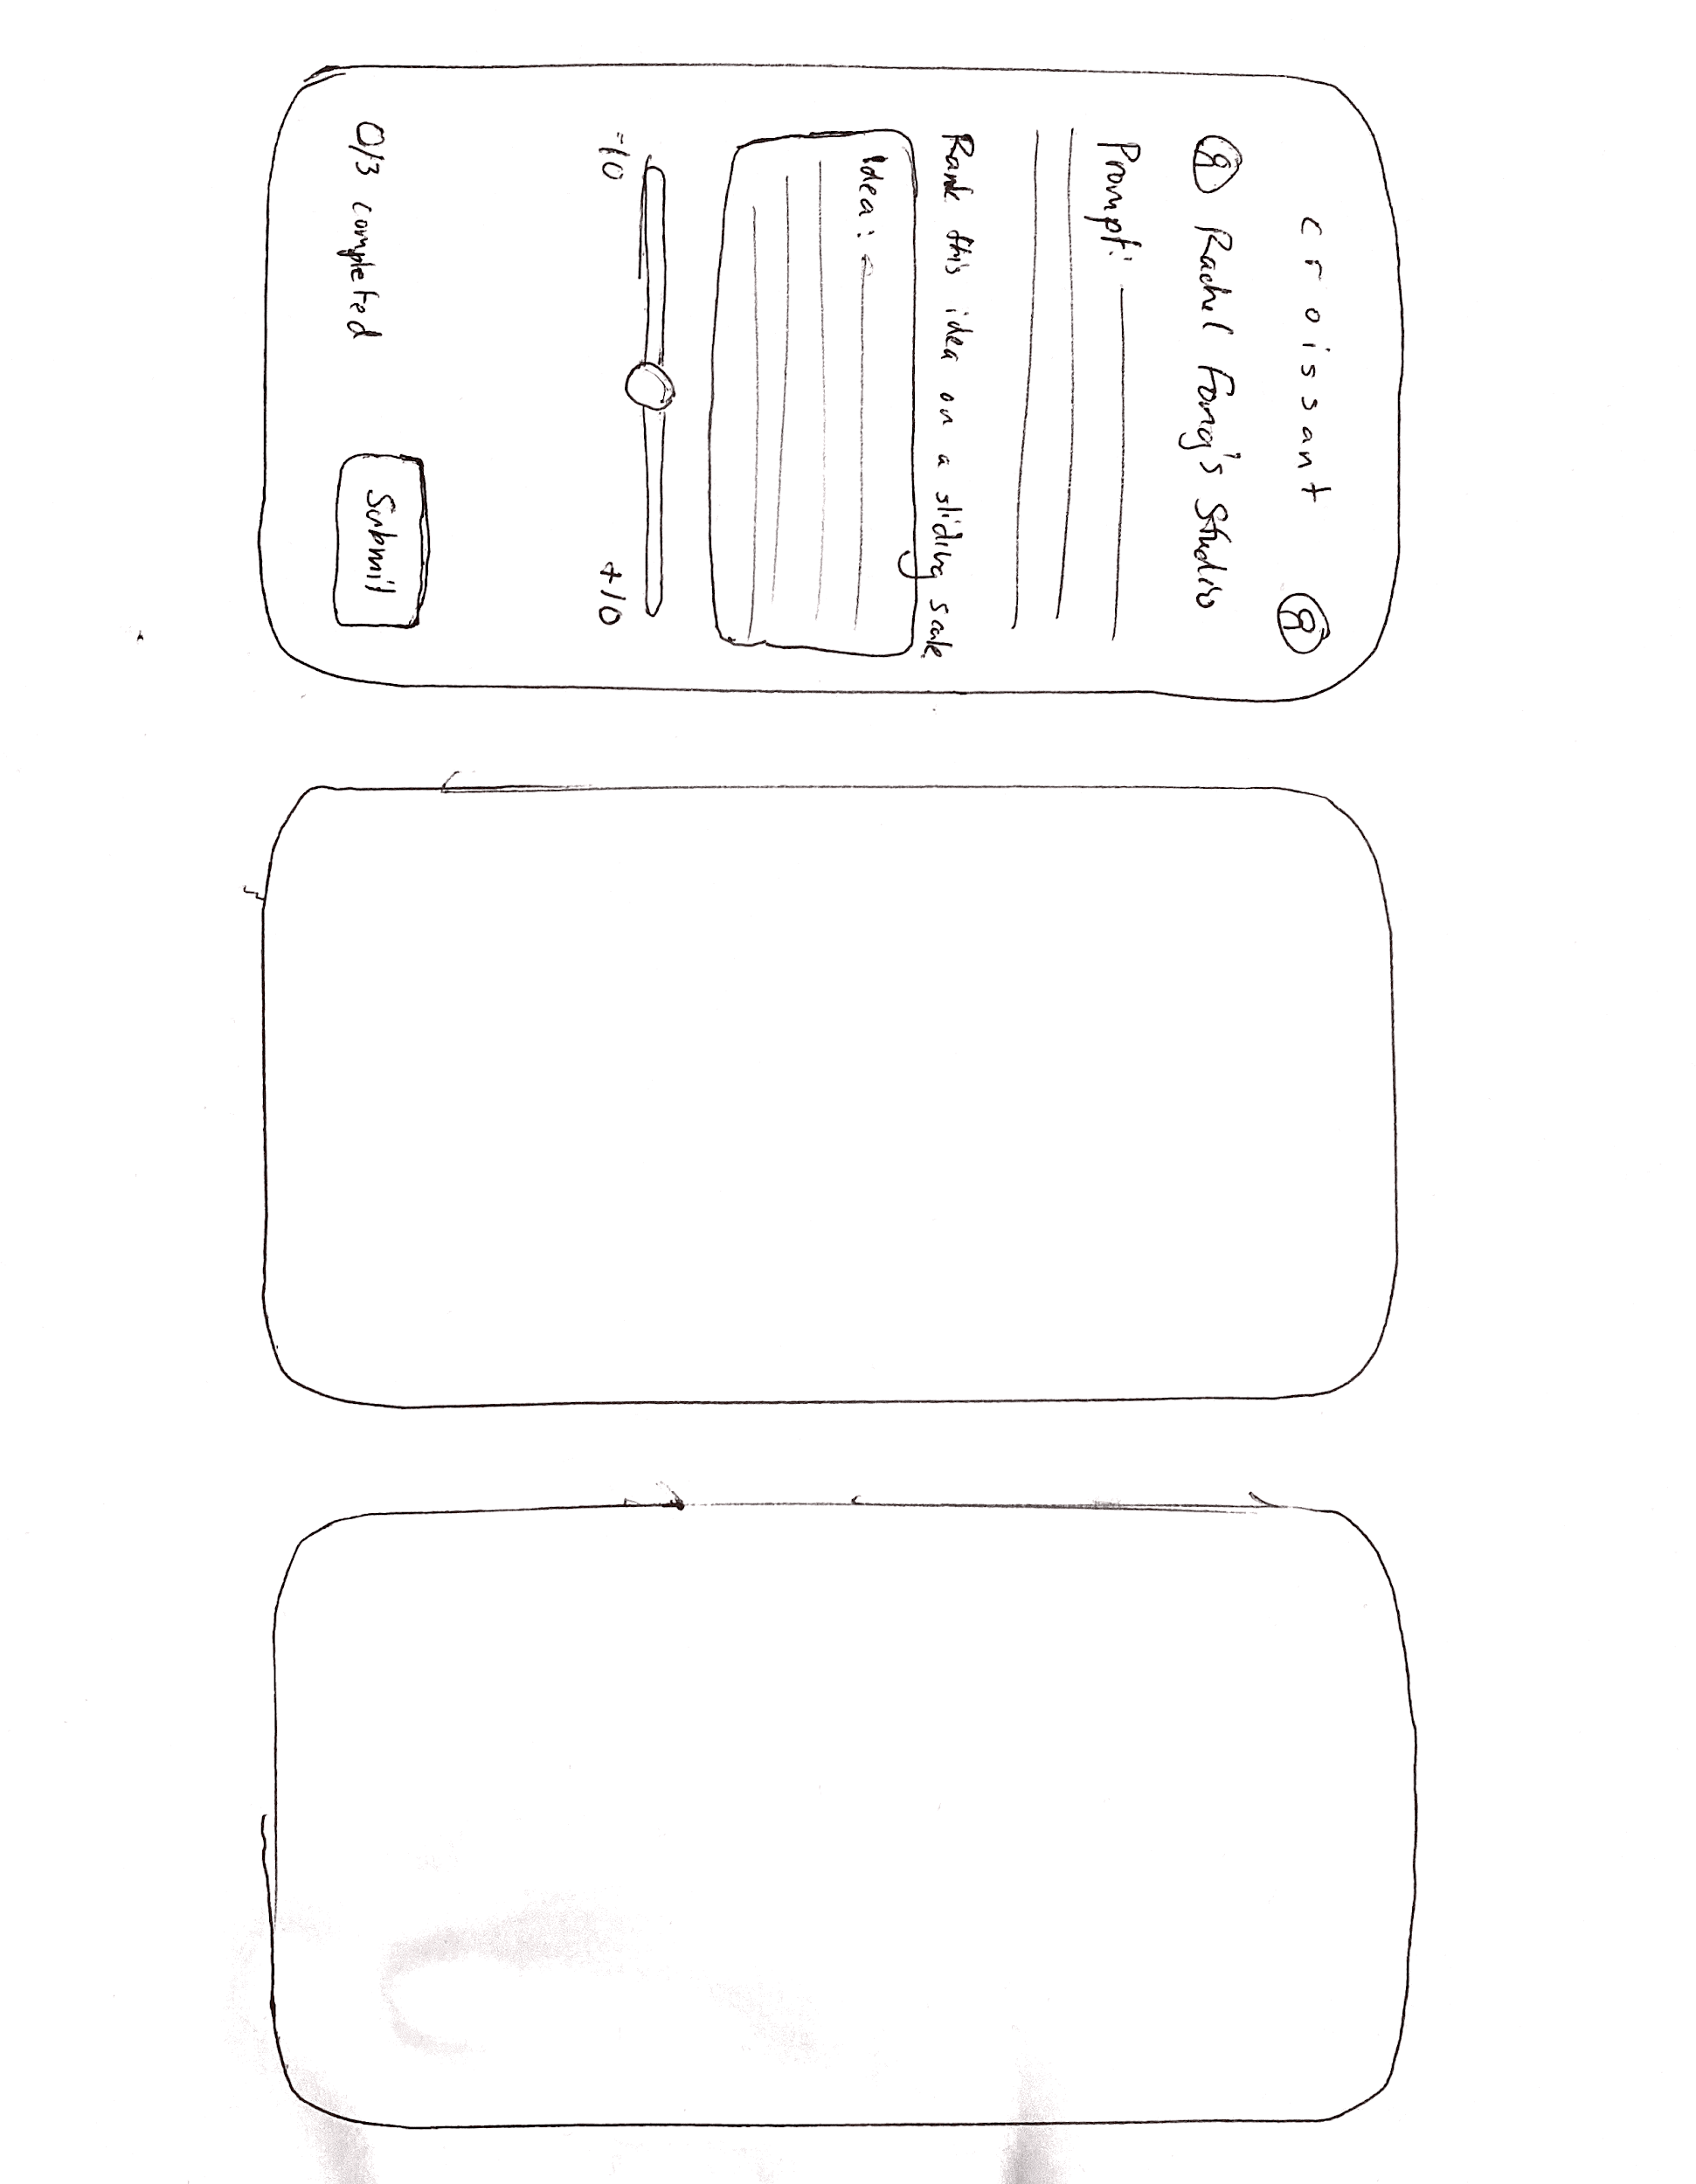 croissant
Rachel Fong's Studio
Prompt:
Rank this idea on a sliding scale.
Idea:
-10 +10
0/3 completed
Submit